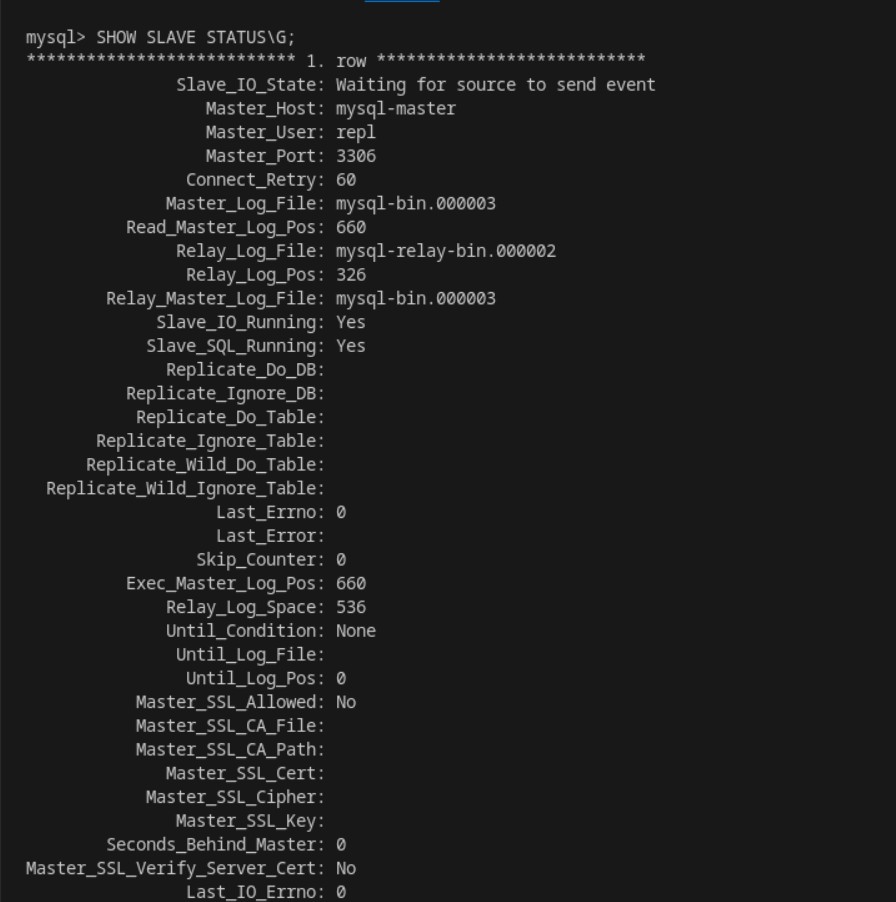 mysql> SHOW SLAVE STATUS\G;
*************************** 1. row ***************************
Slave_IO_State: Waiting for source to send event
Master_Host: mysql-master
Master_User: repl
Master_Port: 3306
Connect_Retry: 60
Master_Log_File: mysql-bin.000003
Read_Master_Log_Pos: 660
Relay_Log_File: mysql-relay-bin.000002
Relay_Log_Pos: 326
Relay_Master_Log_File: mysql-bin.000003
Slave_IO_Running: Yes
Slave_SQL_Running: Yes
Replicate_Do_DB:
Replicate_Ignore_DB:
Replicate_Do_Table:
Replicate_Ignore_Table:
Replicate_Wild_Do_Table:
Replicate_Wild_Ignore_Table:
Last_Errno: 0
Last_Error:
Skip_Counter: 0
Exec_Master_Log_Pos: 660
Relay_Log_Space: 536
Until_Condition: None
Until_Log_File:
Until_Log_Pos: 0
Master_SSL_Allowed: No
Master_SSL_CA_File:
Master_SSL_CA_Path:
Master_SSL_Cert:
Master_SSL_Cipher:
Master_SSL_Key:
Seconds_Behind_Master: 0
Master_SSL_Verify_Server_Cert: No
Last_IO_Errno: 0